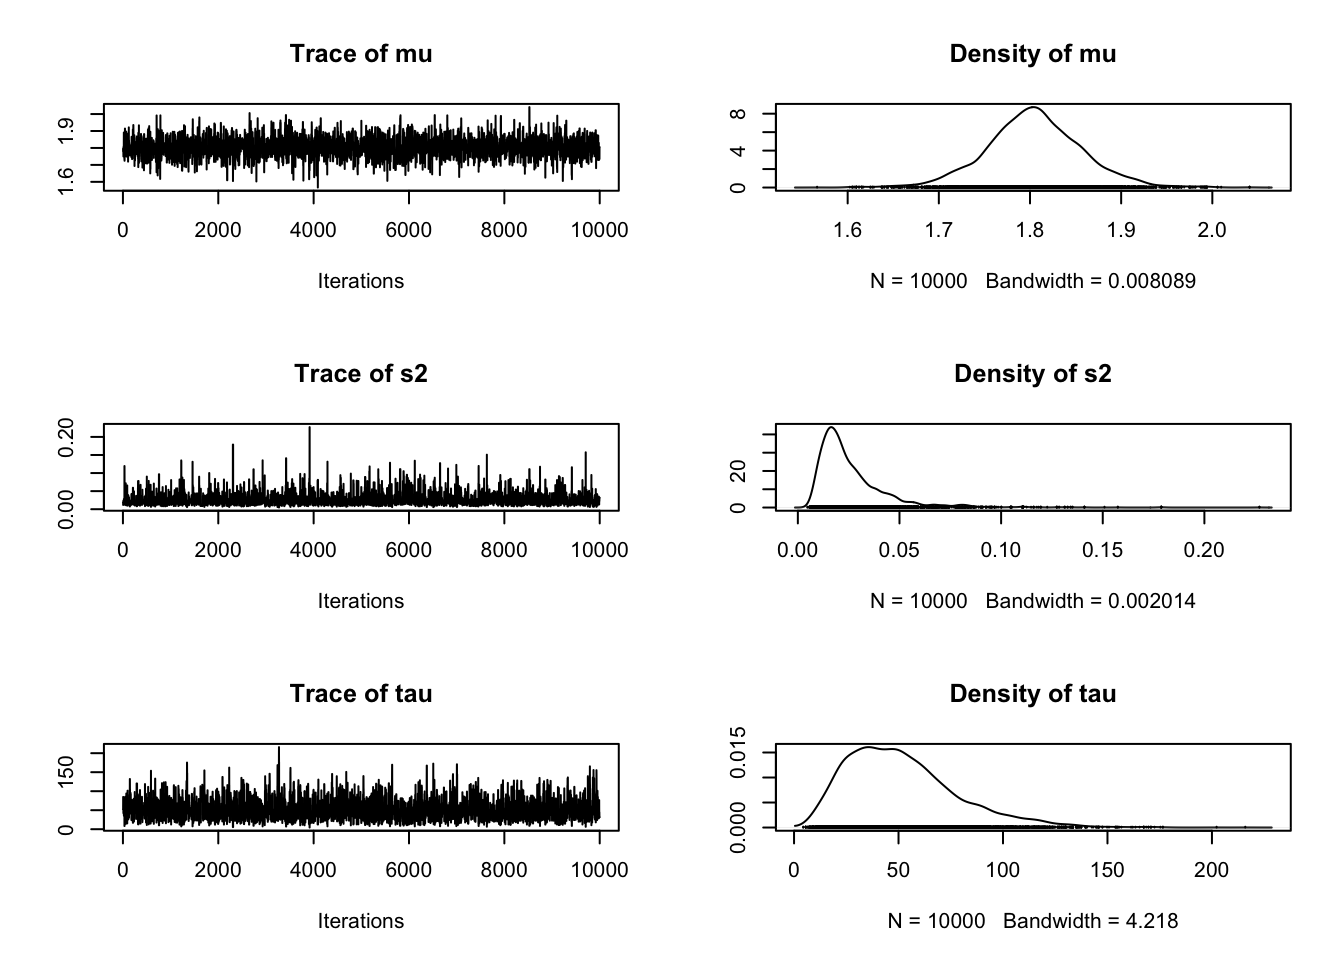 Trace of mu
1.6 1.9
0 2000 4000 6000 8000 10000
Iterations
Density of mu
0 4 8
1.6 1.7 1.8 1.9 2.0
N = 10000 Bandwidth = 0.008089
Trace of s2
0.00 0.20
0 2000 4000 6000 8000 10000
Iterations
Density of s2
0 20
0.00 0.05 0.10 0.15 0.20
N = 10000 Bandwidth = 0.002014
Trace of tau
0 150
0 2000 4000 6000 8000 10000
Iterations
Density of tau
0.000 0.015
0 50 100 150 200
N = 10000 Bandwidth = 4.218